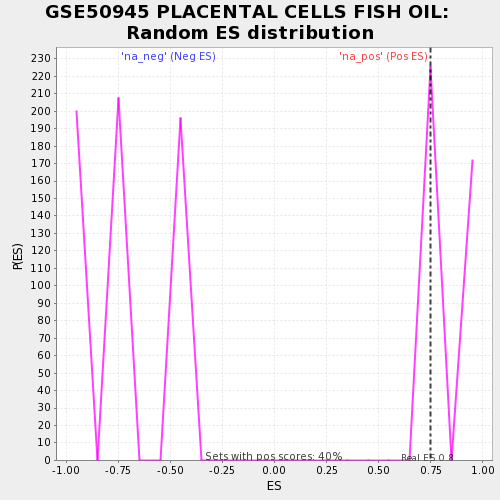 GSE50945 PLACENTAL CELLS FISH OIL:
Random ES distribution
'na_neg' (Neg ES)
'na_pos' (Pos ES)
230
220
210
200
190
180
170
160
150
140
130
120
110
100
90
80
70
60
50
40
30
20
10
0
P(ES)
Sets with pos scores: 40%
Real ES 0.8
-1.00 -0.75 -0.50 -0.25 0.00 0.25 0.50 0.75 1.00
ES